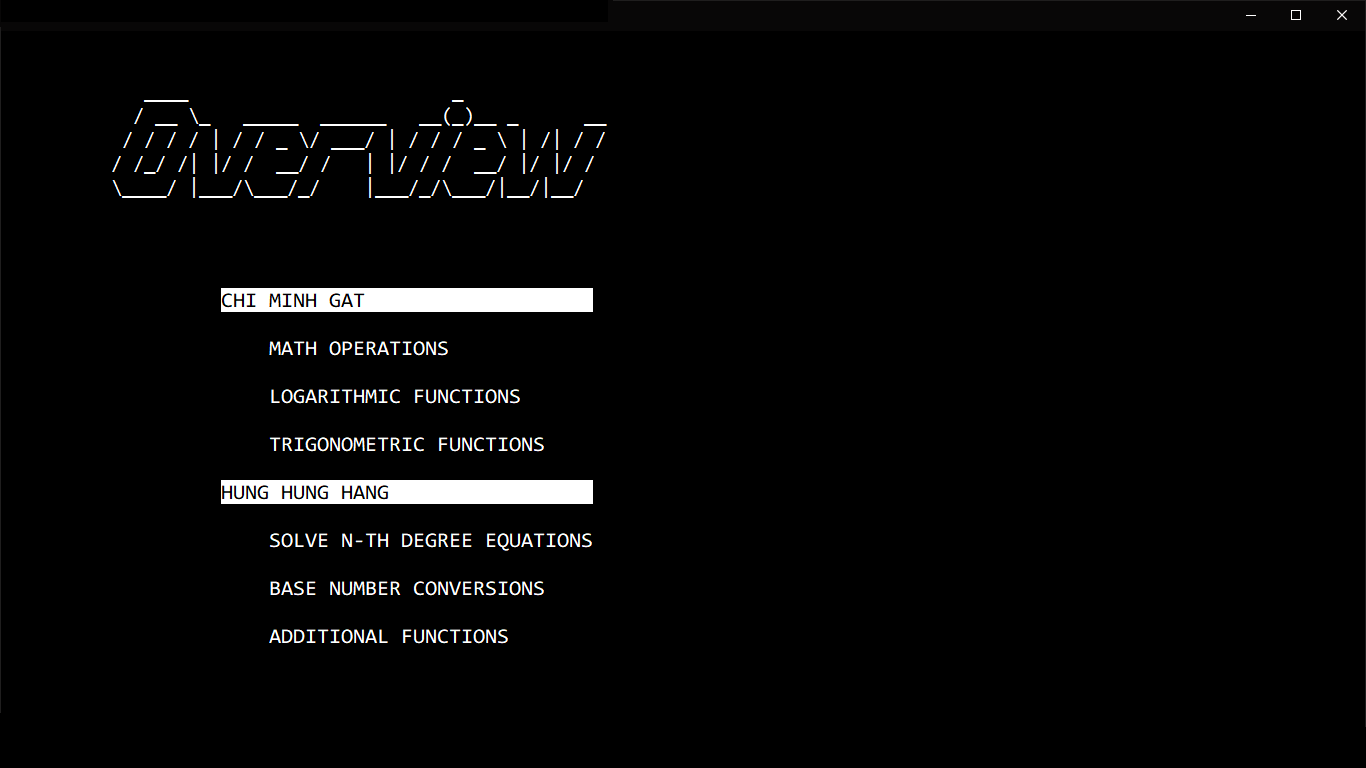 Overview
CHI MINH GAT
MATH OPERATIONS
LOGARITHMIC FUNCTIONS
TRIGONOMETRIC FUNCTIONS
HUNG HUNG HANG
SOLVE N-TH DEGREE EQUATIONS
BASE NUMBER CONVERSIONS
ADDITIONAL FUNCTIONS